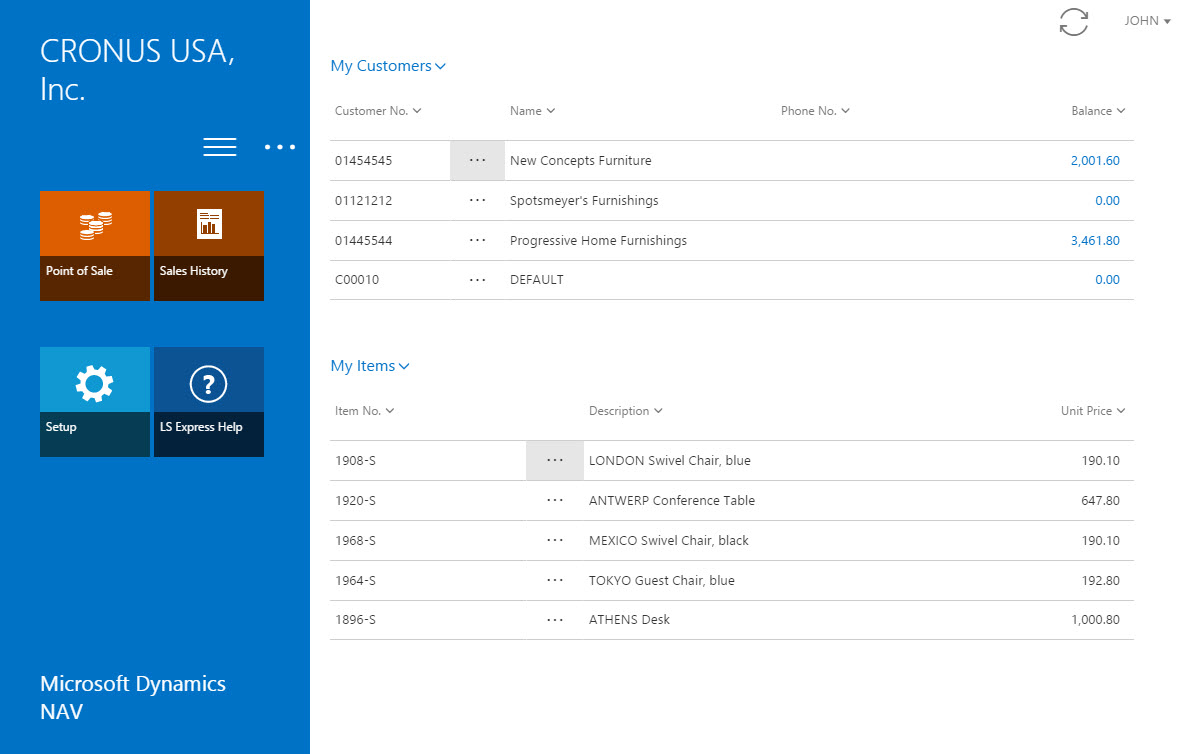 CRONUS USA,
Inc.
Point of Sale
Sales History
Setup
LS Express Help
Microsoft Dynamics
NAV
JOHN
My Customers
Customer No. Name Phone No. Balance
01454545 ... New Concepts Furniture 2,001.60
01121212 ... Spotsmeyer's Furnishings 0.00
01445544 ... Progressive Home Furnishings 3,461.80
C00010 ... DEFAULT 0.00
My Items
Item No. Description Unit Price
1908-S ... LONDON Swivel Chair, blue 190.10
1920-S ... ANTWERP Conference Table 647.80
1968-S ... MEXICO Swivel Chair, black 190.10
1964-S ... TOKYO Guest Chair, blue 192.80
1896-S ... ATHENS Desk 1,000.80